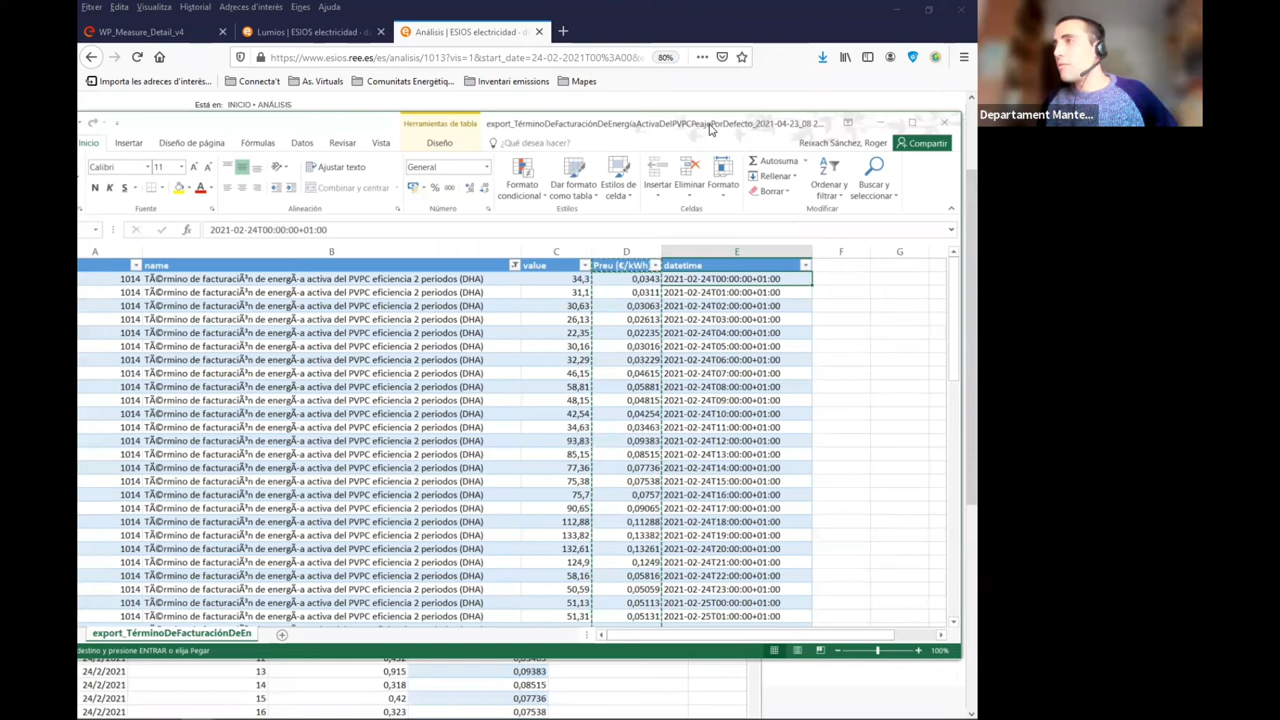 Fitxer Edita Visualitza Historial Adreces d'interès Eines Ajuda
WP_Measure_Detail_v4 Lumios | ESIOS electricidad · d Análisis | ESIOS electricidad · d
https://www.esios.ree.es/es/analisis/1013?vis=1&start_date=24-02-2021T00%3A00&e 80%
Importa les adreces d'interès... Connecta't As. Virtuals Comunitats Energétiq... Inventari emissions Mapes
Está en: INICIO • ANÁLISIS
Herramientas de tabla export_TérminoDeFacturaciónDeEnergíaActivaDelPVPCPeajePorDefecto_2021-04-23_08 2...
Inicio Insertar Diseño de página Fórmulas Datos Revisar Vista Diseño ¿Qué desea hacer? Reixach Sánchez, Roger Compartir
Calibri 11 Ajustar texto General Autosuma
Combinar y centrar Rellenar
Formato condicional Dar formato como tabla Estilos de celda Insertar Eliminar Formato Borrar Ordenar y filtrar Buscar y seleccionar
Fuente Alineación Número Estilos Celdas Modificar
2021-02-24T00:00:00+01:00
A B C D E F G
name value Preu (€/kWh datetime
1014 TÃ©rmino de facturaciÃ³n de energÃ-a activa del PVPC eficiencia 2 periodos (DHA) 34,3 0,0343 2021-02-24T00:00:00+01:00
1014 TÃ©rmino de facturaciÃ³n de energÃ-a activa del PVPC eficiencia 2 periodos (DHA) 31,1 0,0311 2021-02-24T01:00:00+01:00
1014 TÃ©rmino de facturaciÃ³n de energÃ-a activa del PVPC eficiencia 2 periodos (DHA) 30,63 0,03063 2021-02-24T02:00:00+01:00
1014 TÃ©rmino de facturaciÃ³n de energÃ-a activa del PVPC eficiencia 2 periodos (DHA) 26,13 0,02613 2021-02-24T03:00:00+01:00
1014 TÃ©rmino de facturaciÃ³n de energÃ-a activa del PVPC eficiencia 2 periodos (DHA) 22,35 0,02235 2021-02-24T04:00:00+01:00
1014 TÃ©rmino de facturaciÃ³n de energÃ-a activa del PVPC eficiencia 2 periodos (DHA) 30,16 0,03016 2021-02-24T05:00:00+01:00
1014 TÃ©rmino de facturaciÃ³n de energÃ-a activa del PVPC eficiencia 2 periodos (DHA) 32,29 0,03229 2021-02-24T06:00:00+01:00
1014 TÃ©rmino de facturaciÃ³n de energÃ-a activa del PVPC eficiencia 2 periodos (DHA) 46,15 0,04615 2021-02-24T07:00:00+01:00
1014 TÃ©rmino de facturaciÃ³n de energÃ-a activa del PVPC eficiencia 2 periodos (DHA) 58,81 0,05881 2021-02-24T08:00:00+01:00
1014 TÃ©rmino de facturaciÃ³n de energÃ-a activa del PVPC eficiencia 2 periodos (DHA) 48,15 0,04815 2021-02-24T09:00:00+01:00
1014 TÃ©rmino de facturaciÃ³n de energÃ-a activa del PVPC eficiencia 2 periodos (DHA) 42,54 0,04254 2021-02-24T10:00:00+01:00
1014 TÃ©rmino de facturaciÃ³n de energÃ-a activa del PVPC eficiencia 2 periodos (DHA) 34,63 0,03463 2021-02-24T11:00:00+01:00
1014 TÃ©rmino de facturaciÃ³n de energÃ-a activa del PVPC eficiencia 2 periodos (DHA) 93,83 0,09383 2021-02-24T12:00:00+01:00
1014 TÃ©rmino de facturaciÃ³n de energÃ-a activa del PVPC eficiencia 2 periodos (DHA) 85,15 0,08515 2021-02-24T13:00:00+01:00
1014 TÃ©rmino de facturaciÃ³n de energÃ-a activa del PVPC eficiencia 2 periodos (DHA) 77,36 0,07736 2021-02-24T14:00:00+01:00
1014 TÃ©rmino de facturaciÃ³n de energÃ-a activa del PVPC eficiencia 2 periodos (DHA) 75,38 0,07538 2021-02-24T15:00:00+01:00
1014 TÃ©rmino de facturaciÃ³n de energÃ-a activa del PVPC eficiencia 2 periodos (DHA) 75,7 0,0757 2021-02-24T16:00:00+01:00
1014 TÃ©rmino de facturaciÃ³n de energÃ-a activa del PVPC eficiencia 2 periodos (DHA) 90,65 0,09065 2021-02-24T17:00:00+01:00
1014 TÃ©rmino de facturaciÃ³n de energÃ-a activa del PVPC eficiencia 2 periodos (DHA) 112,88 0,11288 2021-02-24T18:00:00+01:00
1014 TÃ©rmino de facturaciÃ³n de energÃ-a activa del PVPC eficiencia 2 periodos (DHA) 133,82 0,13382 2021-02-24T19:00:00+01:00
1014 TÃ©rmino de facturaciÃ³n de energÃ-a activa del PVPC eficiencia 2 periodos (DHA) 132,61 0,13261 2021-02-24T20:00:00+01:00
1014 TÃ©rmino de facturaciÃ³n de energÃ-a activa del PVPC eficiencia 2 periodos (DHA) 124,9 0,1249 2021-02-24T21:00:00+01:00
1014 TÃ©rmino de facturaciÃ³n de energÃ-a activa del PVPC eficiencia 2 periodos (DHA) 58,16 0,05816 2021-02-24T22:00:00+01:00
1014 TÃ©rmino de facturaciÃ³n de energÃ-a activa del PVPC eficiencia 2 periodos (DHA) 50,59 0,05059 2021-02-24T23:00:00+01:00
1014 TÃ©rmino de facturaciÃ³n de energÃ-a activa del PVPC eficiencia 2 periodos (DHA) 51,13 0,05113 2021-02-25T00:00:00+01:00
1014 TÃ©rmino de facturaciÃ³n de energÃ-a activa del PVPC eficiencia 2 periodos (DHA) 51,31 0,05131 2021-02-25T01:00:00+01:00
export_TérminoDeFacturaciónDeEn
destino y presione ENTRAR o elija Pegar 100%
24/2/2021 12 0,432 0,03463
24/2/2021 13 0,915 0,09383
24/2/2021 14 0,318 0,08515
24/2/2021 15 0,42 0,07736
24/2/2021 16 0,323 0,07538
Departament Mante...